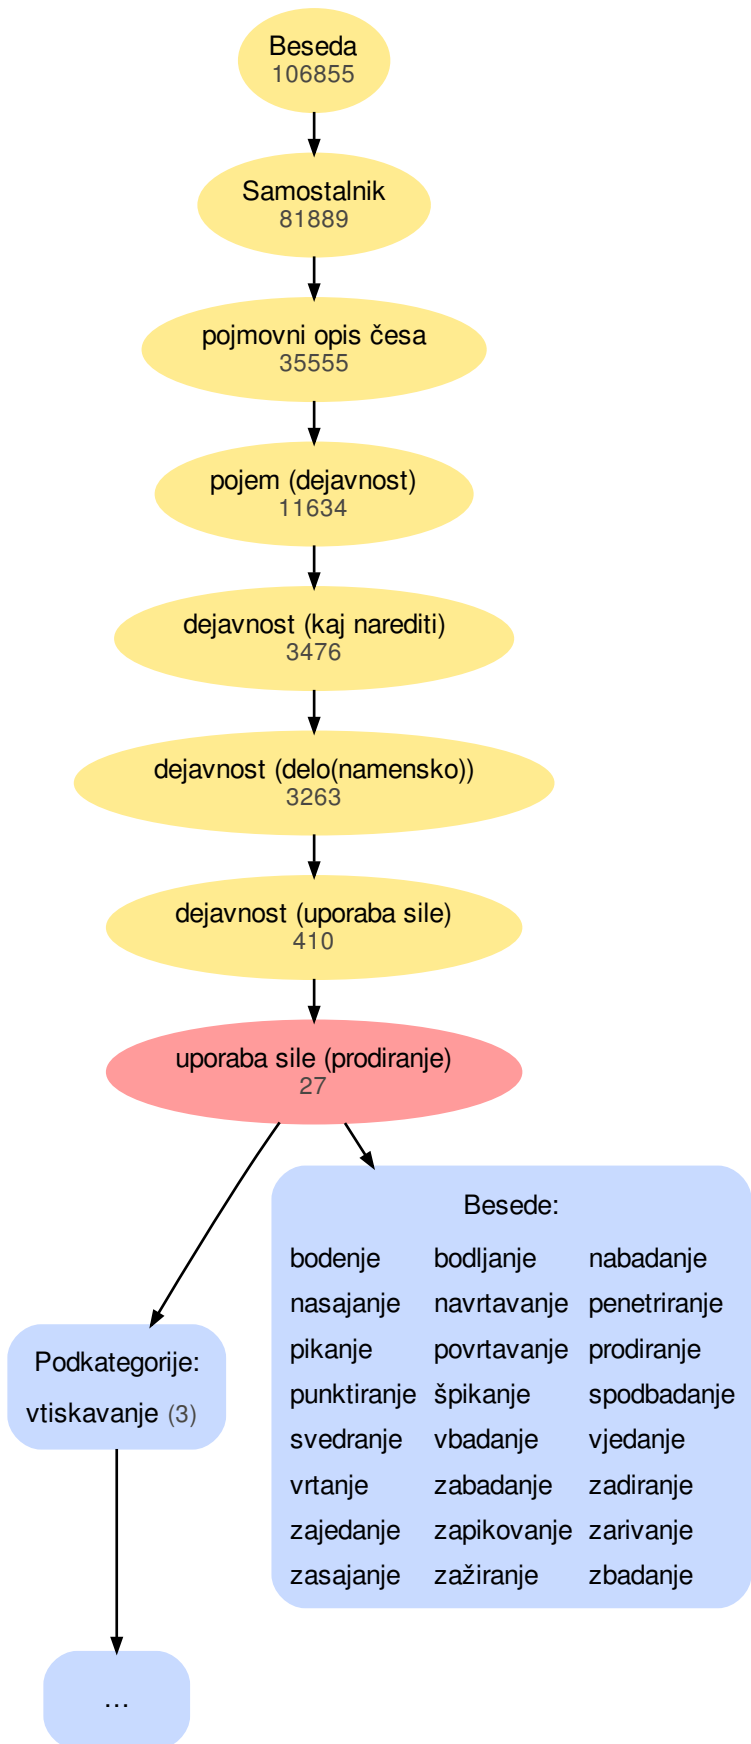 Beseda
106855
Samostalnik
81889
pojmovni opis česa
35555
pojem (dejavnost)
11634
dejavnost (kaj narediti)
3476
dejavnost (delo(namensko))
3263
dejavnost (uporaba sile)
410
uporaba sile (prodiranje)
27
Besede:
bodenje bodljanje nabadanje
nasajanje navrtavanje penetriranje
pikanje povrtavanje prodiranje
punktiranje špikanje spodbadanje
svedranje vbadanje vjedanje
vrtanje zabadanje zadiranje
zajedanje zapikovanje zarivanje
zasajanje zažiranje zbadanje
Podkategorije:
vtiskavanje (3)
...